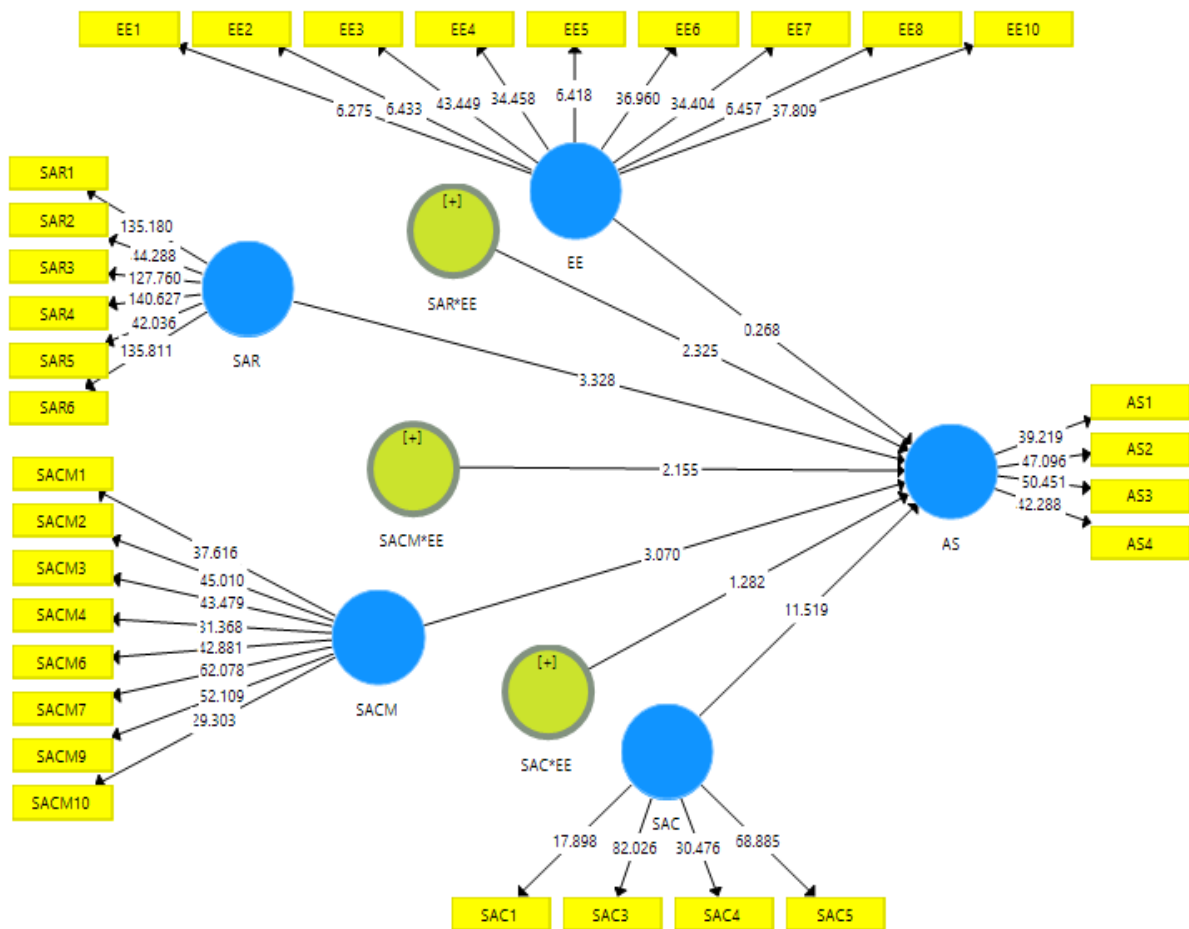 EE1 EE2 EE3 EE4 EE5 EE6 EE7 EE8 EE10
6.275 6.433 43.449 34.458 6.418 36.960 34.404 6.457 37.809
SAR1
SAR2
SAR3
SAR4
SAR5
SAR6
135.180
44.288
127.760
140.627
42.036
135.811
SAR
[+]
SAR*EE
EE
0.268
2.325
3.328
[+]
SACM*EE
2.155
SACM1
SACM2
SACM3
SACM4
SACM6
SACM7
SACM9
SACM10
37.616
45.010
43.479
31.368
42.881
62.078
52.109
29.303
SACM
3.070
1.282
11.519
[+]
SAC*EE
AS
39.219
47.096
50.451
42.288
AS1
AS2
AS3
AS4
SAC
17.898 82.026 30.476 68.885
SAC1 SAC3 SAC4 SAC5